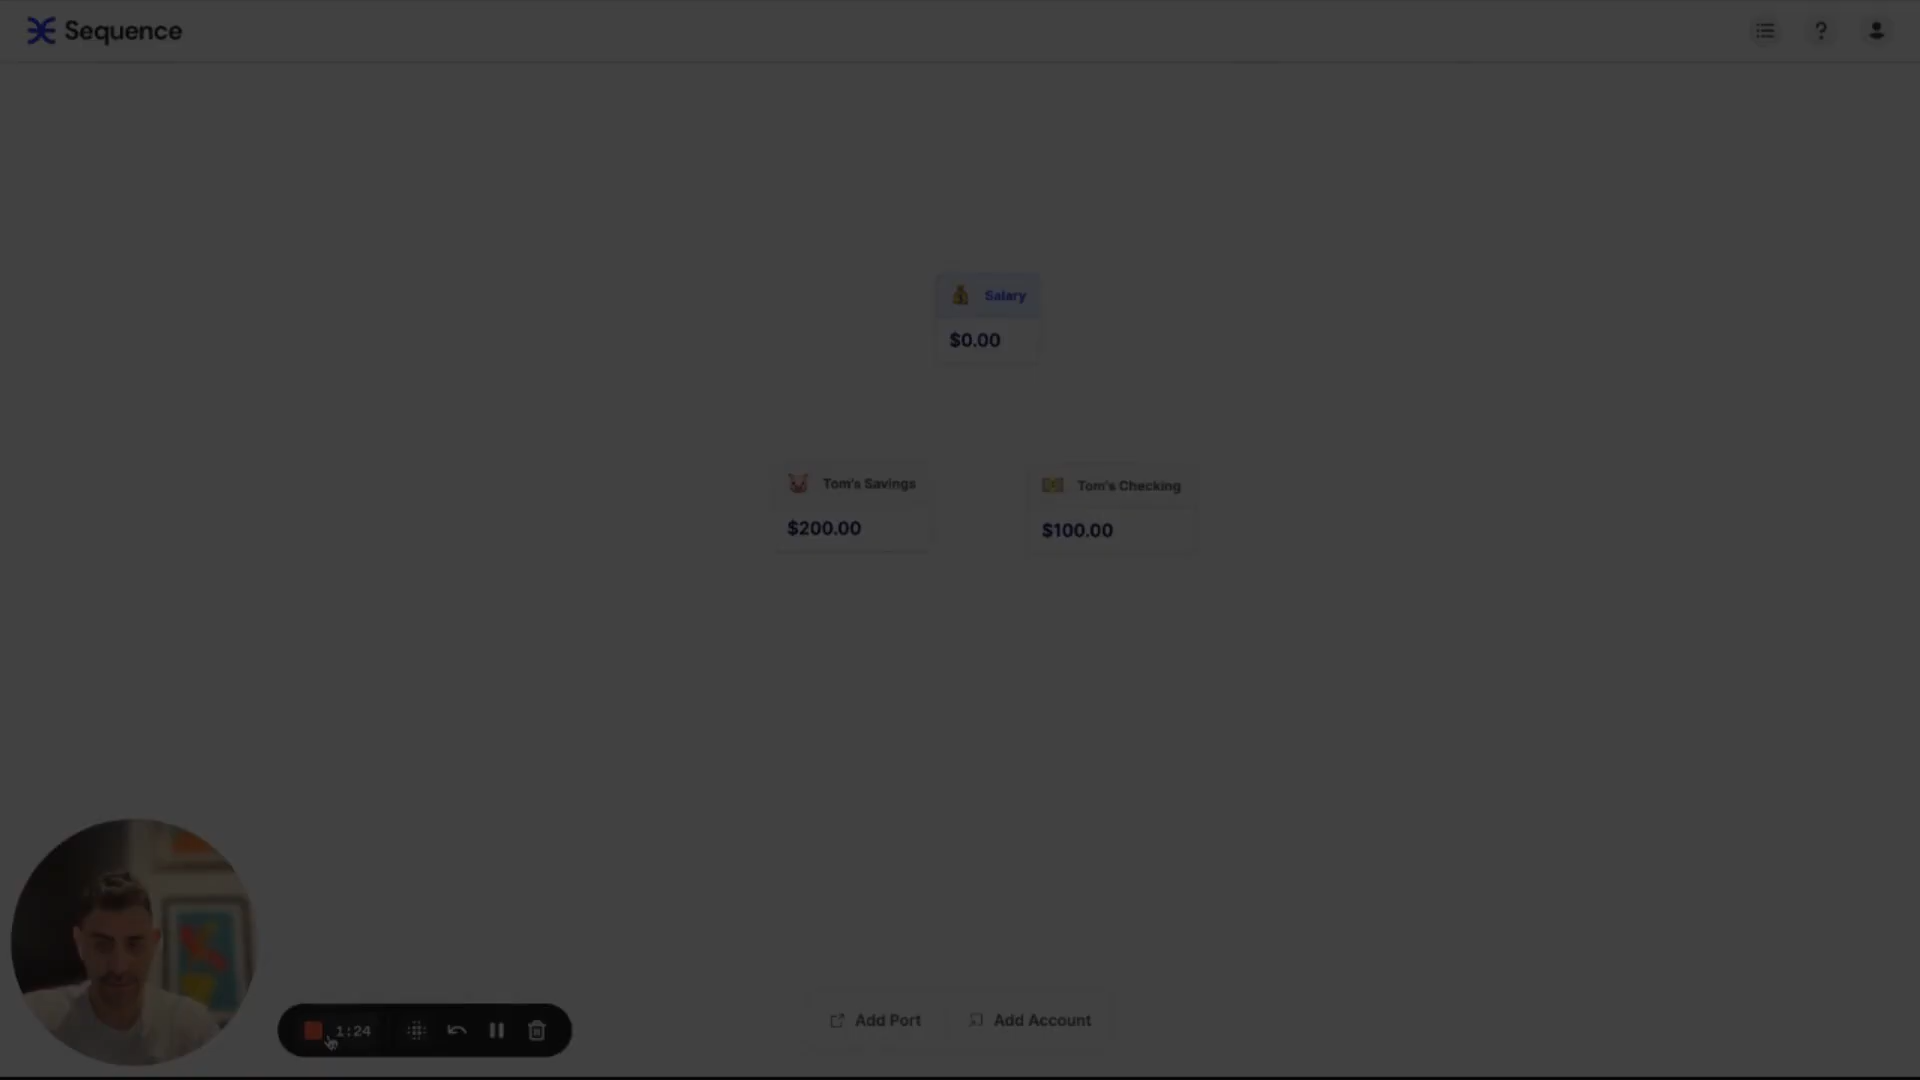 Sequence
?
Salary
$0.00
Tom's Savings
$200.00
Tom's Checking
$100.00
1:24
Add Port
Add Account